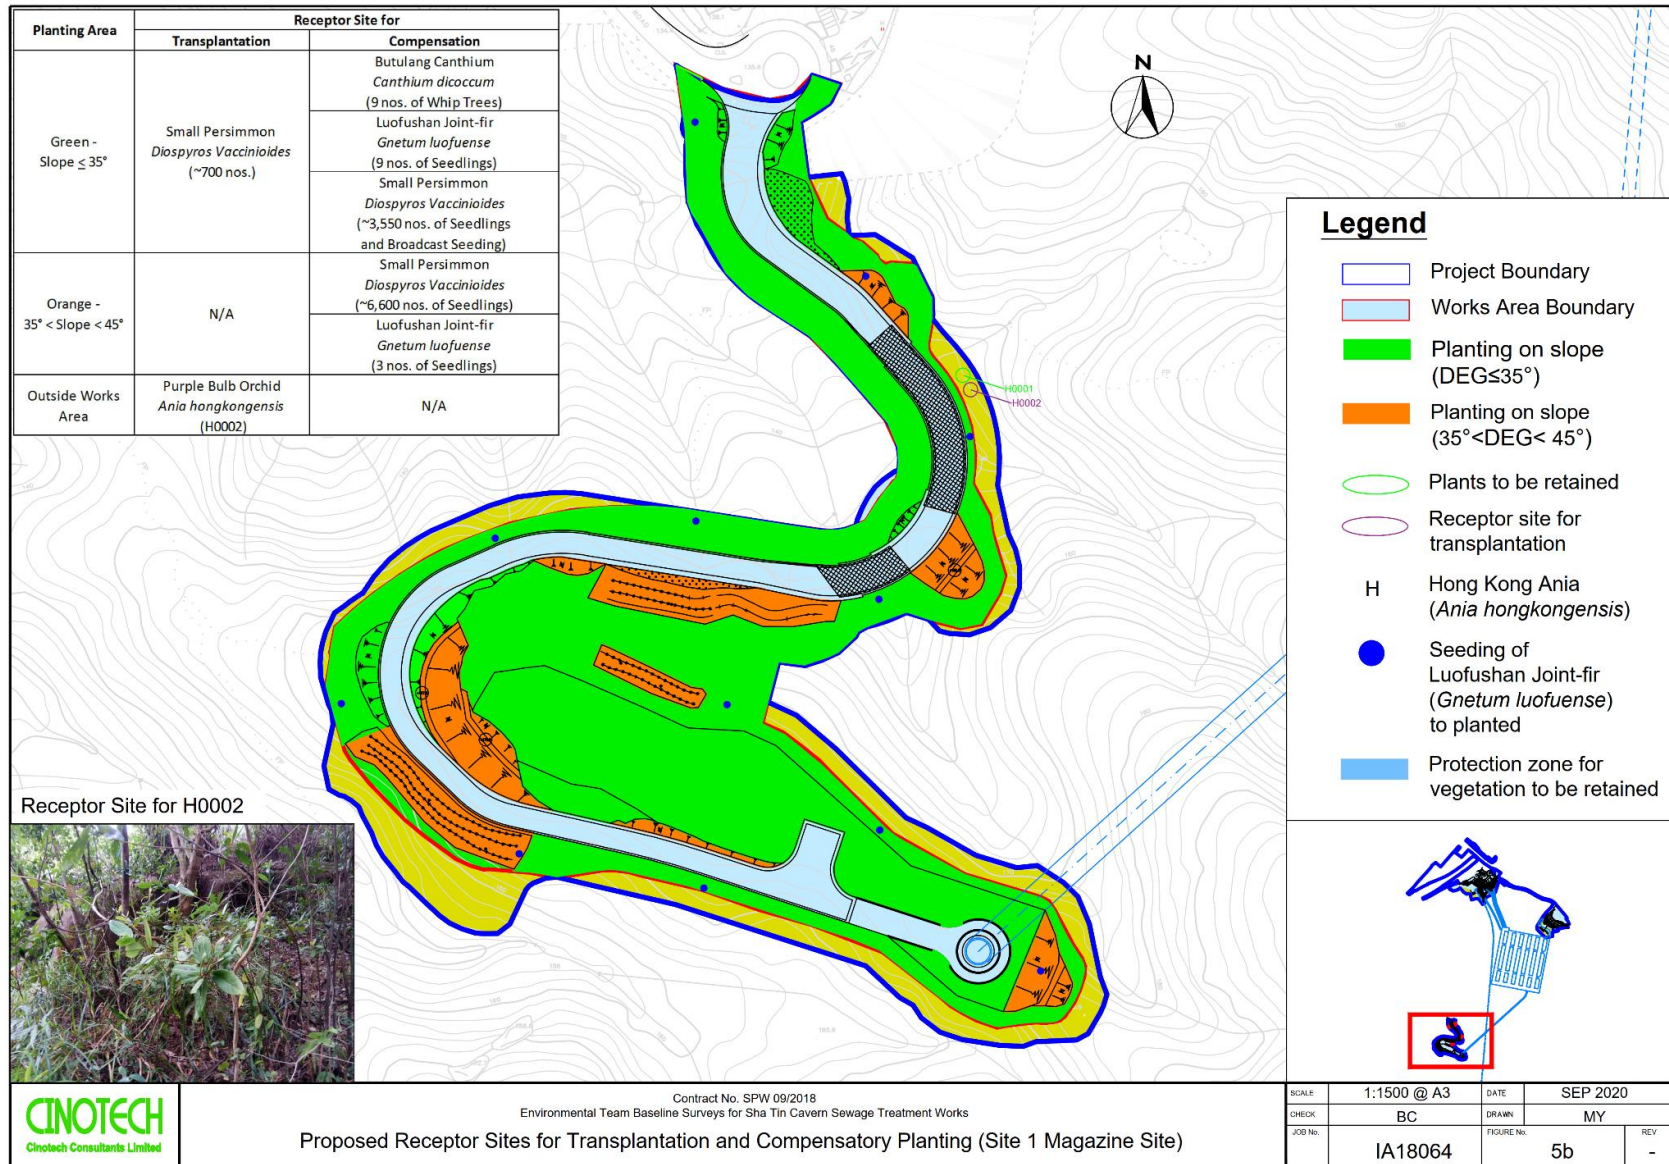 Planting Area
Receptor Site for
Transplantation
Compensation
Green -
Slope ≤ 35°
Small Persimmon
Diospyros Vaccinioides
(~700 nos.)
Butulang Canthium
Canthium dicoccum
(9 nos. of Whip Trees)
Luofushan Joint-fir
Gnetum luofuense
(9 nos. of Seedlings)
Small Persimmon
Diospyros Vaccinioides
(~3,550 nos. of Seedlings
and Broadcast Seeding)
Orange -
35° < Slope < 45°
N/A
Small Persimmon
Diospyros Vaccinioides
(~6,600 nos. of Seedlings)
Luofushan Joint-fir
Gnetum luofuense
(3 nos. of Seedlings)
Outside Works
Area
Purple Bulb Orchid
Ania hongkongensis
(H0002)
N/A
N
H0001
H0002
Legend
Project Boundary
Works Area Boundary
Planting on slope
(DEG≤35°)
Planting on slope
(35°<DEG< 45°)
Plants to be retained
Receptor site for
transplantation
H
Hong Kong Ania
(Ania hongkongensis)
Seeding of
Luofushan Joint-fir
(Gnetum luofuense)
to planted
Protection zone for
vegetation to be retained
Receptor Site for H0002
CINOTECH
Cinotech Consultants Limited
Contract No. SPW 09/2018
Environmental Team Baseline Surveys for Sha Tin Cavern Sewage Treatment Works
Proposed Receptor Sites for Transplantation and Compensatory Planting (Site 1 Magazine Site)
SCALE
1:1500 @ A3
DATE
SEP 2020
CHECK
BC
DRAWN
MY
JOB No.
IA18064
FIGURE No.
5b
REV
-